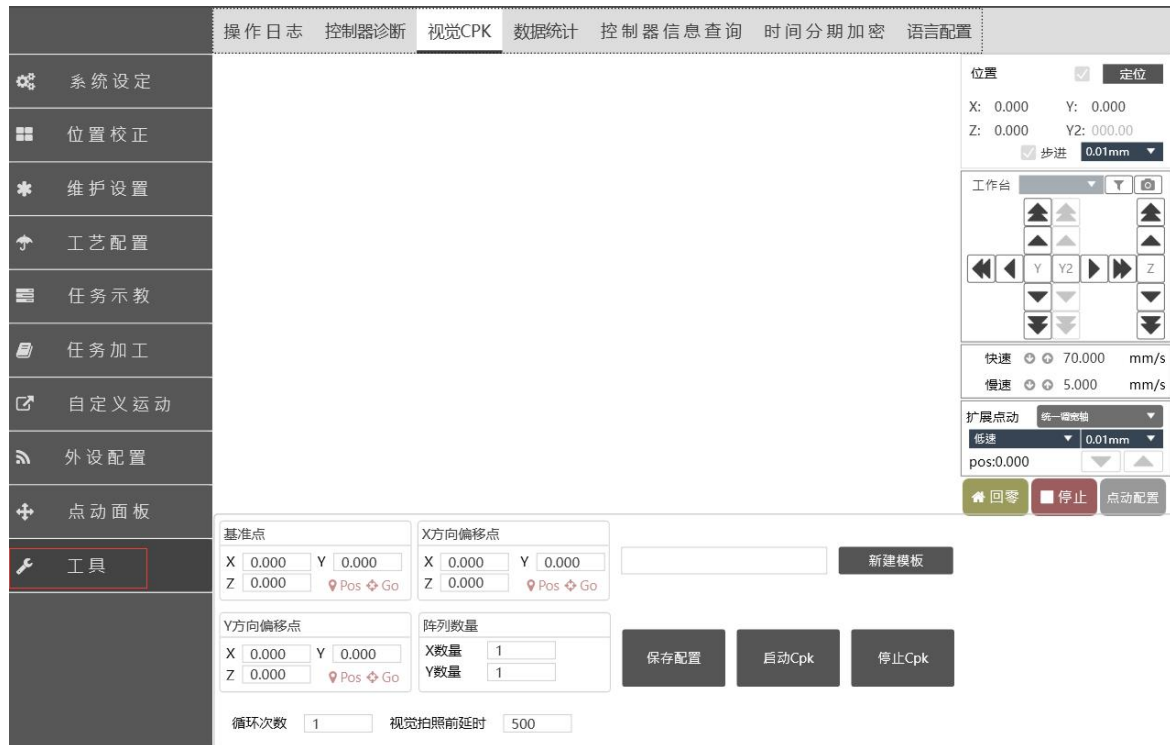 操作日志 控制器诊断 视觉CPK 数据统计 控制器信息查询 时间分期加密 语言配置
系统设定
位置校正
维护设置
工艺配置
任务示教
任务加工
自定义运动
外设配置
点动面板
工具
位置 定位
X: 0.000 Y: 0.000
Z: 0.000 Y2: 000.00
步进 0.01mm
工作台
Y Y2 Z
快速 70.000 mm/s
慢速 5.000 mm/s
扩展点动 统一调宽轴
低速 0.01mm
pos:0.000
回零 停止 点动配置
基准点
X 0.000 Y 0.000
Z 0.000 Pos Go
X方向偏移点
X 0.000 Y 0.000
Z 0.000 Pos Go
新建模板
Y方向偏移点
X 0.000 Y 0.000
Z 0.000 Pos Go
阵列数量
X数量 1
Y数量 1
保存配置 启动Cpk 停止Cpk
循环次数 1 视觉拍照前延时 500